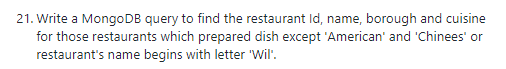 21. Write a MongoDB query to find the restaurant Id, name, borough and cuisine
for those restaurants which prepared dish except 'American' and 'Chinees' or
restaurant's name begins with letter 'Wil'.